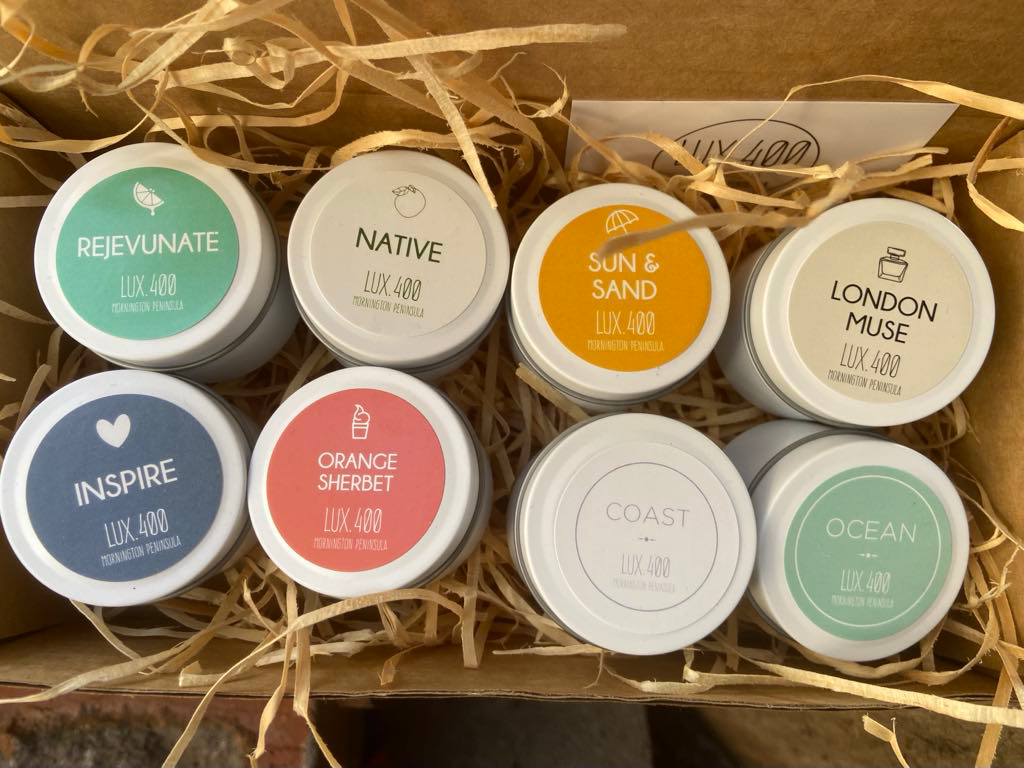 LUX.400
REJEVUNATE
LUX.400
MORNINGTON PENINSULA
NATIVE
LUX.400
MORNINGTON PENINSULA
SUN &
SAND
LUX.400
MORNINGTON PENINSULA
LONDON
MUSE
LUX.400
MORNINGTON PENINSULA
INSPIRE
LUX.400
MORNINGTON PENINSULA
ORANGE
SHERBET
LUX.400
MORNINGTON PENINSULA
COAST
LUX.400
MORNINGTON PENINSULA
OCEAN
LUX.400
MORNINGTON PENINSULA